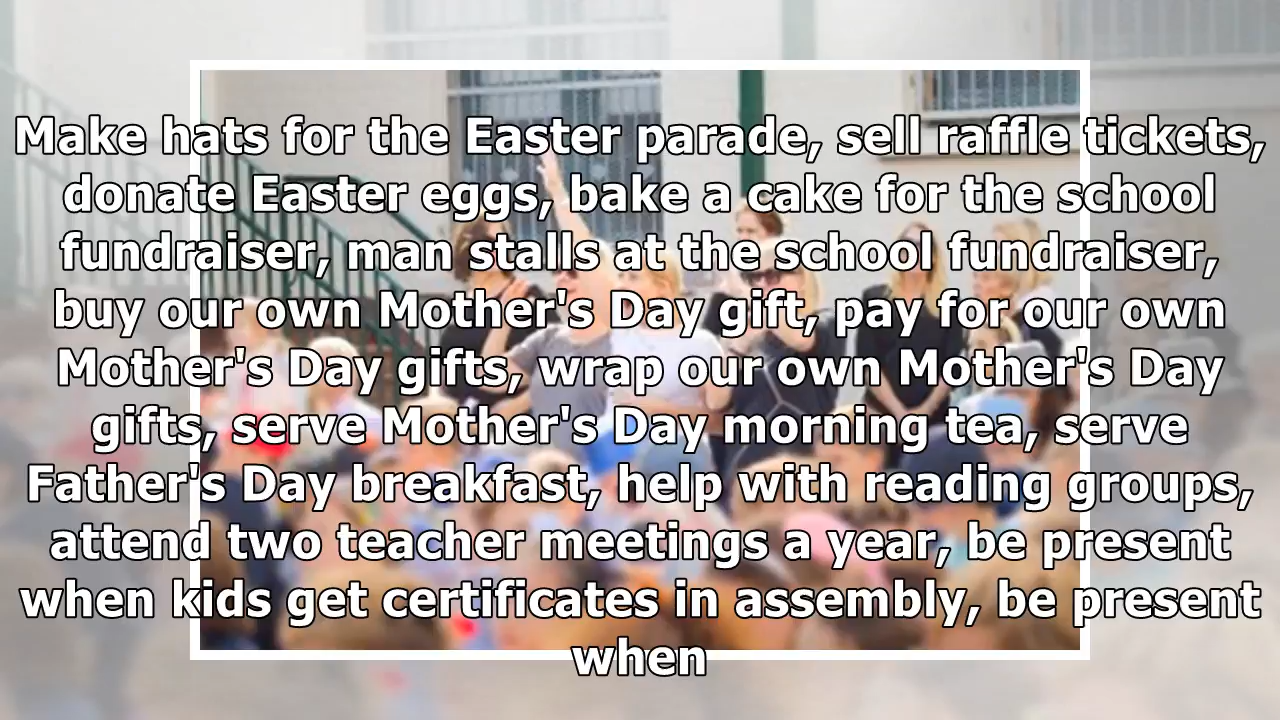 Make hats for the Easter parade, sell raffle tickets,
donate Easter eggs, bake a cake for the school
fundraiser, man stalls at the school fundraiser,
buy our own Mother's Day gift, pay for our own
Mother's Day gifts, wrap our own Mother's Day
gifts, serve Mother's Day morning tea, serve
Father's Day breakfast, help with reading groups,
attend two teacher meetings a year, be present
when kids get certificates in assembly, be present
when